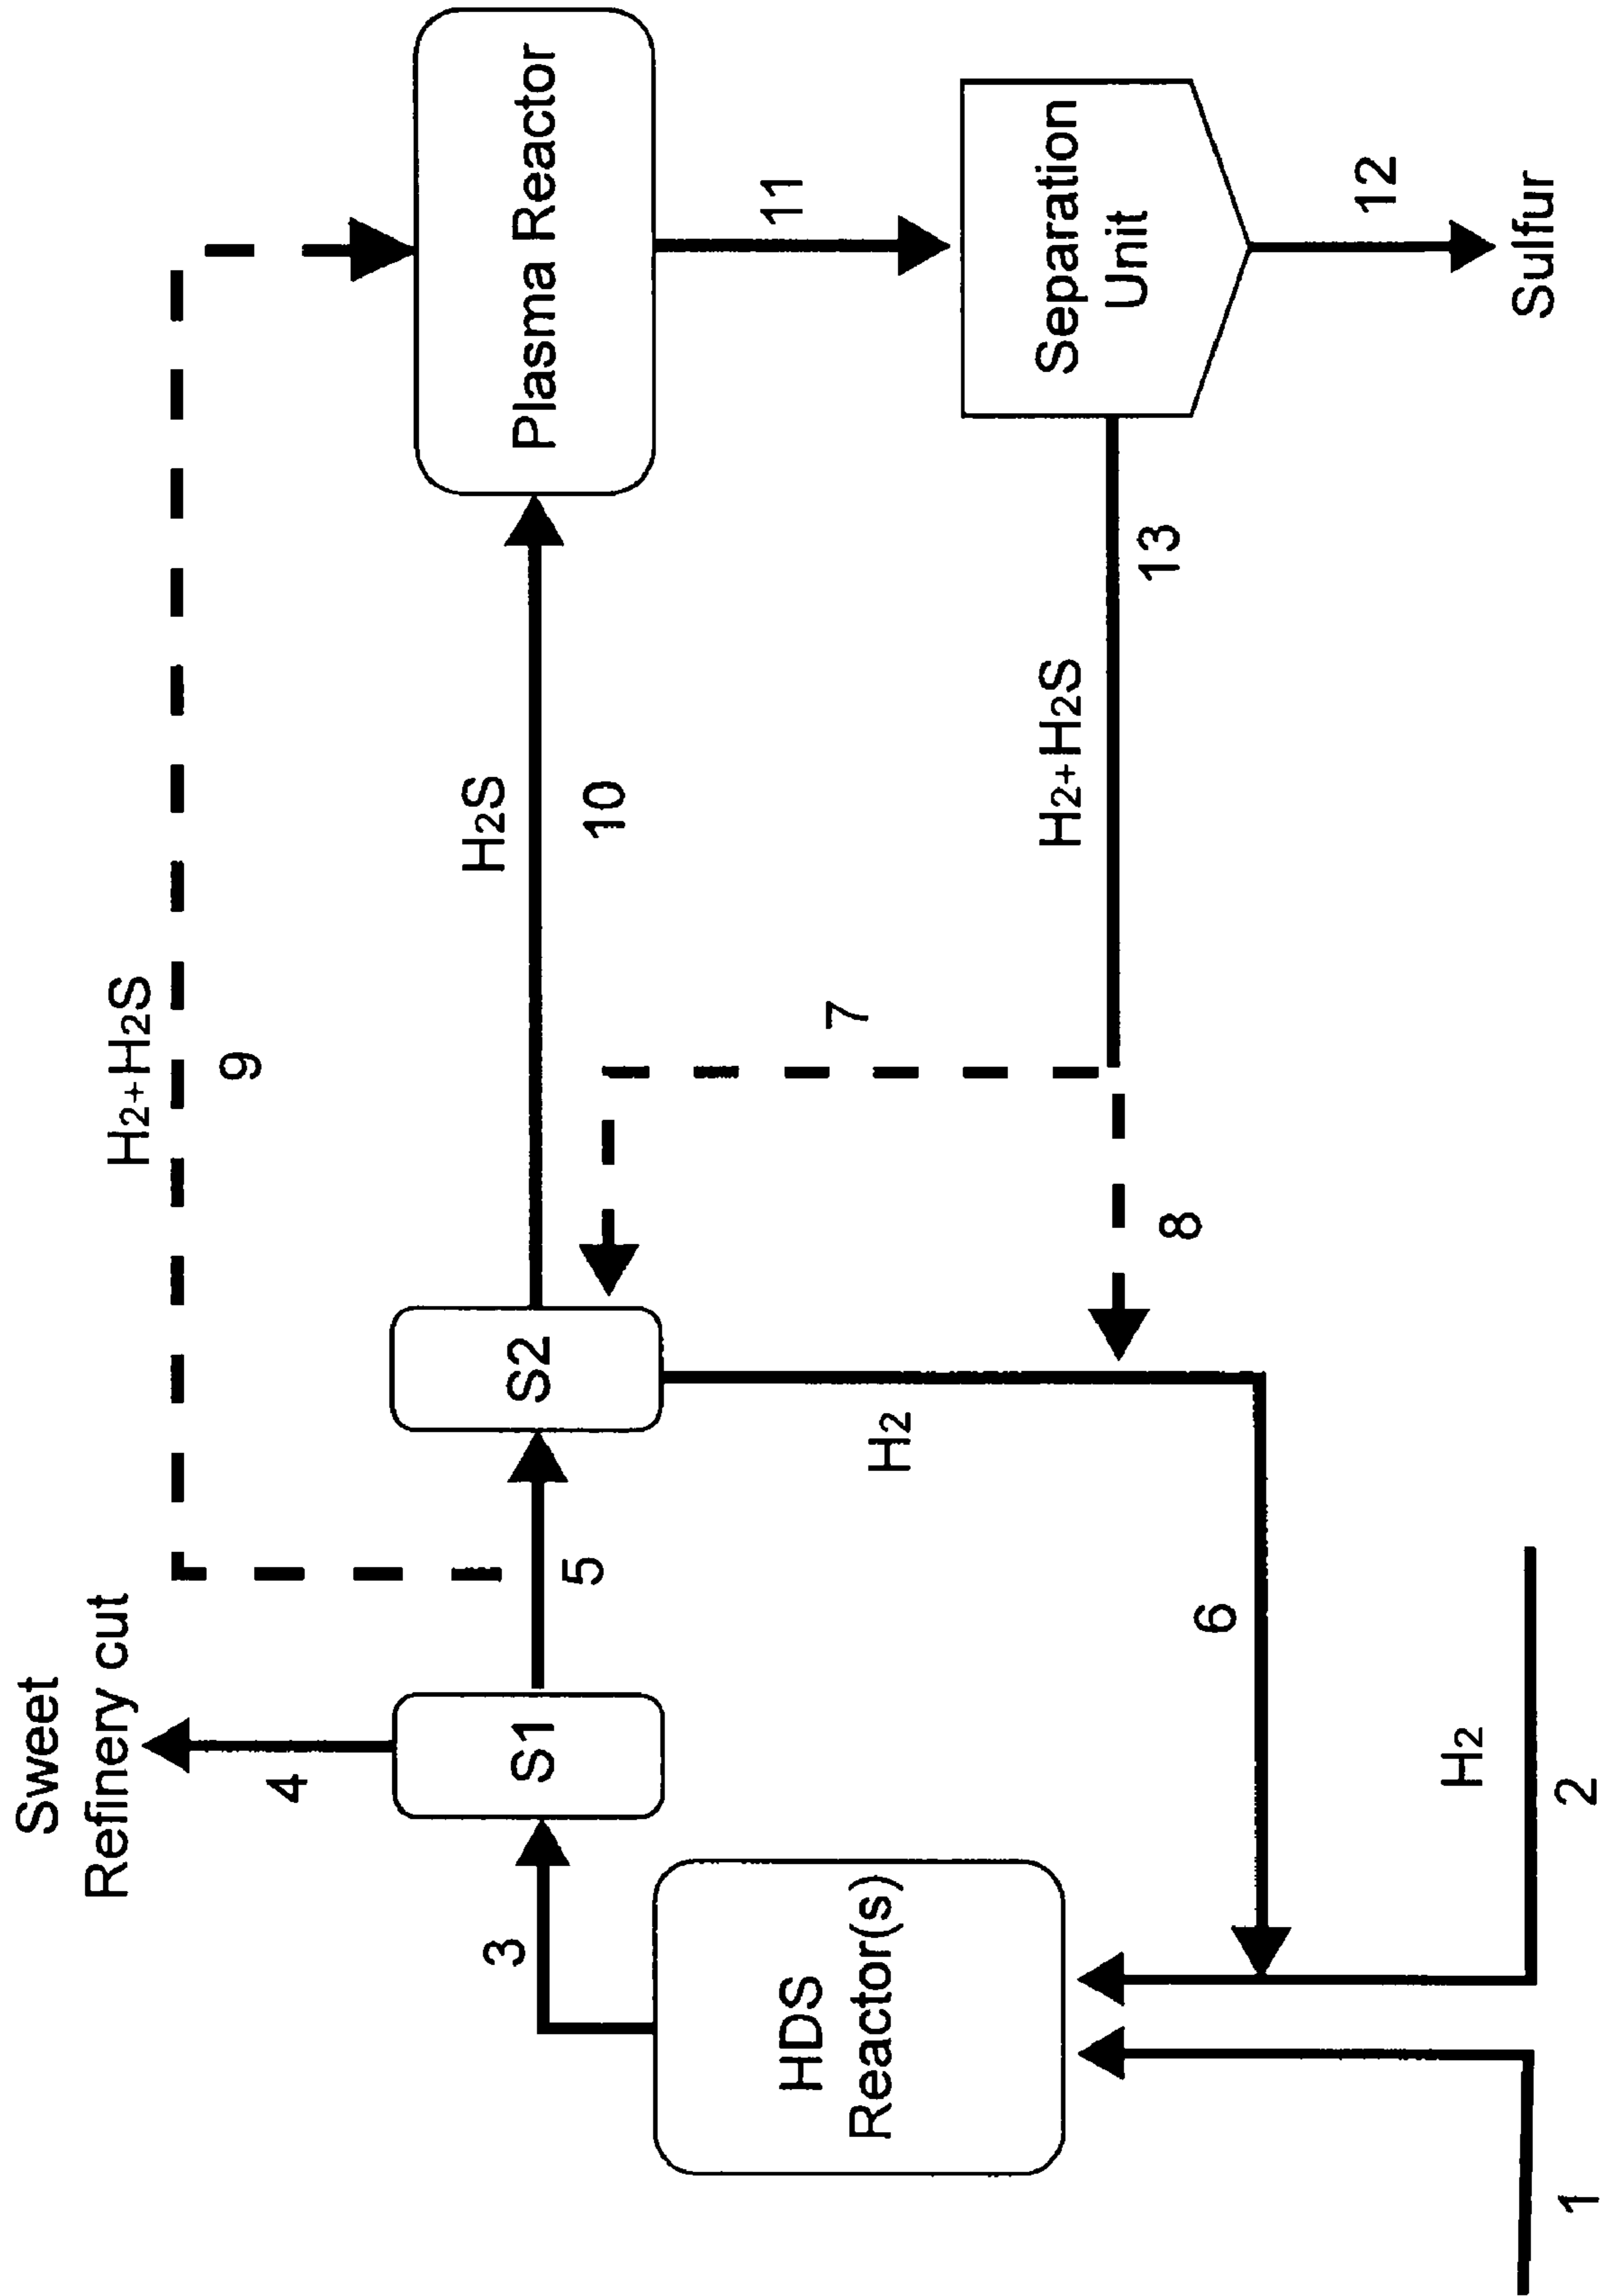 Sweet
Refinery cut
4
H2+H2S
9
3
S1
5
S2
H2S
10
Plasma Reactor
HDS
Reactor(s)
H2
7
11
6
8
H2+H2S
13
Separation
Unit
12
Sulfur
H2
2
1